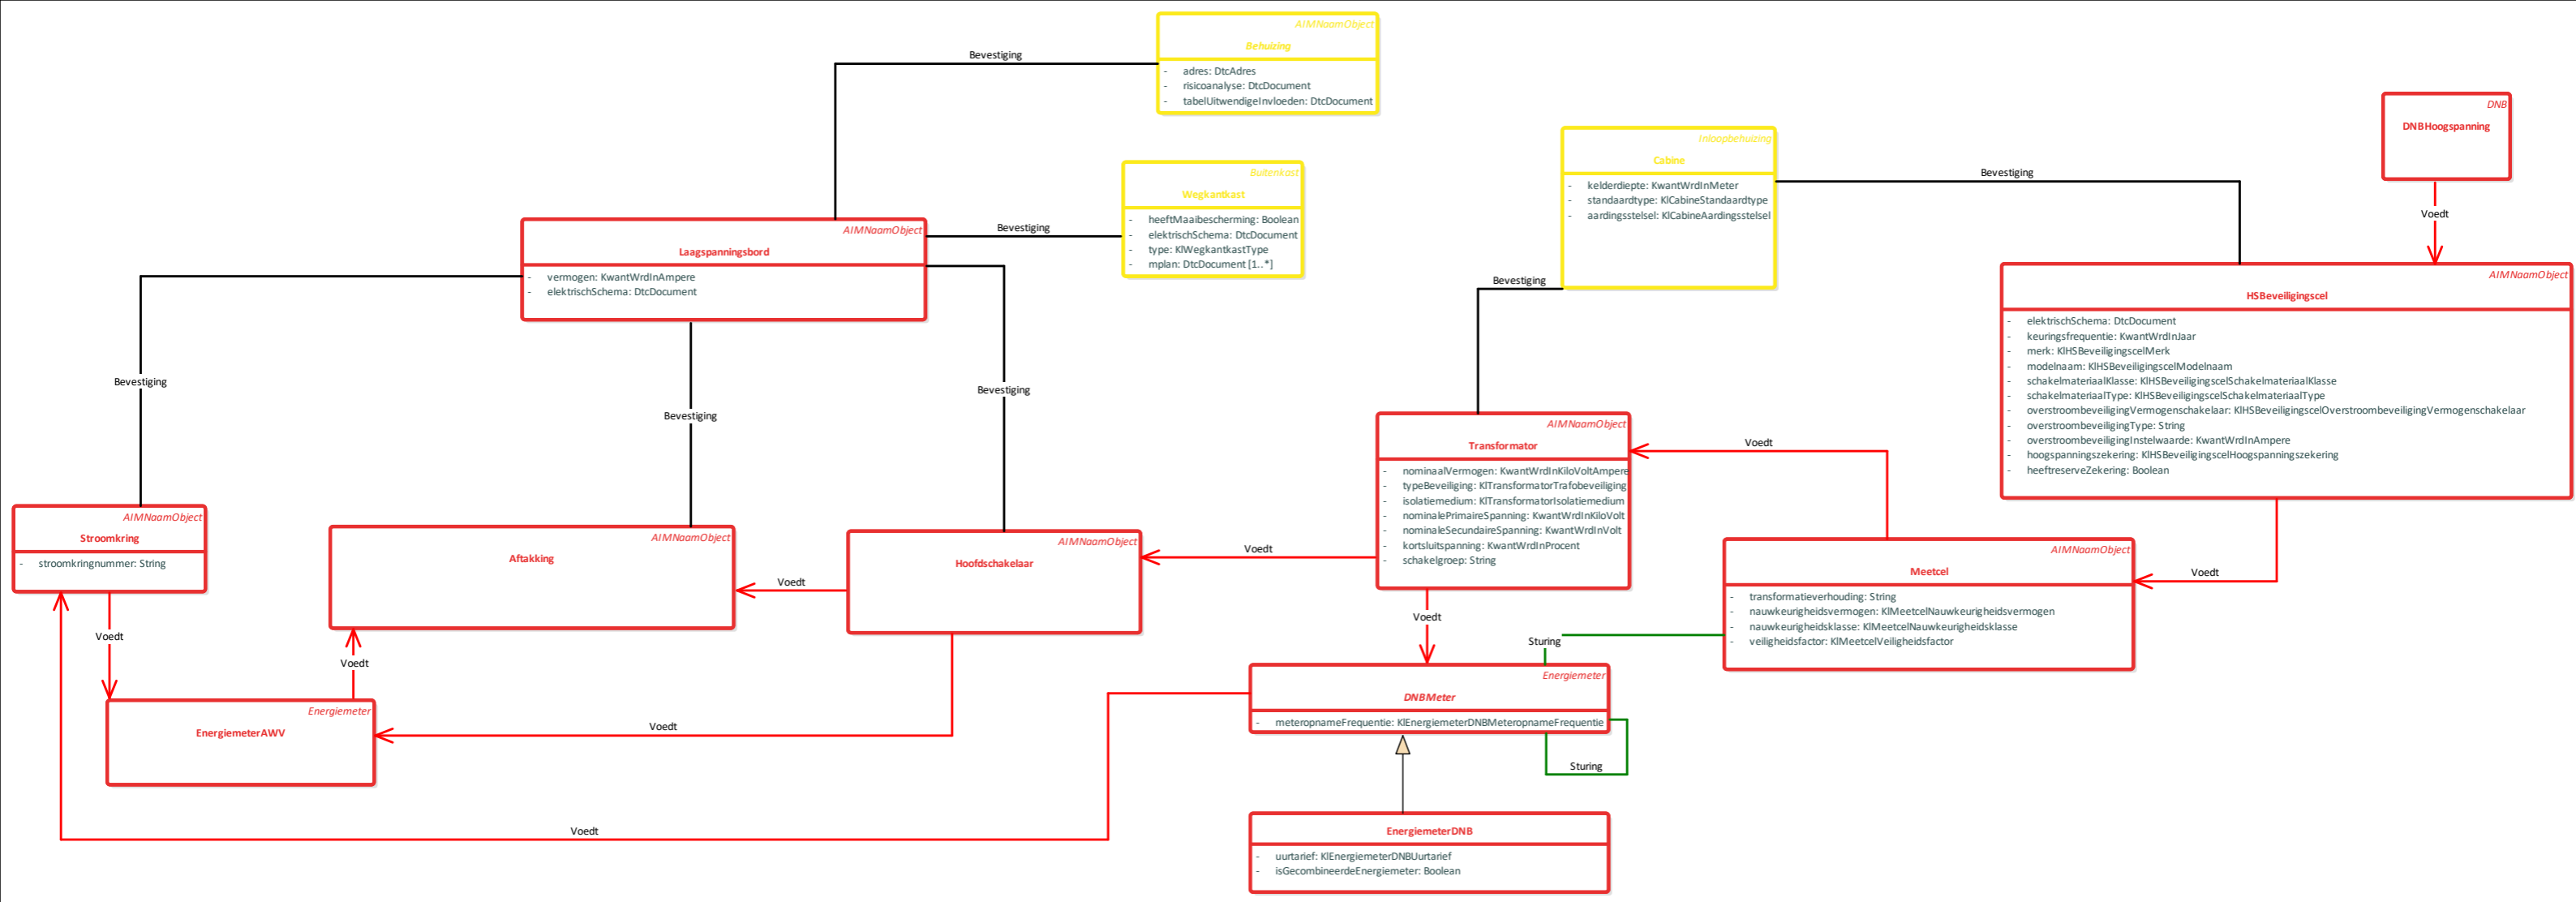 AIMNaamObject
Behuizing
- adres: DtcAdres
- risicoanalyse: DtcDocument
- tabelUitwendigeInvloeden: DtcDocument
Bevestiging
DNB
DNBHoogspanning
Voedt
Inloopbehuizing
Cabine
- kelderdiepte: KwantWrdInMeter
- standaardtype: KlCabineStandaardtype
- aardingsstelsel: KlCabineAardingsstelsel
Bevestiging
Bevestiging
Buitenkast
Wegkantkast
- heeftMaaibescherming: Boolean
- elektrischSchema: DtcDocument
- type: KlWegkantkastType
- mplan: DtcDocument [1..*]
Bevestiging
AIMNaamObject
Laagspanningsbord
- vermogen: KwantWrdInAmpere
- elektrischSchema: DtcDocument
Bevestiging
Bevestiging
Bevestiging
AIMNaamObject
HSBeveiligingscel
- elektrischSchema: DtcDocument
- keuringsfrequentie: KwantWrdInJaar
- merk: KlHSBeveiligingscelMerk
- modelnaam: KlHSBeveiligingscelModelnaam
- schakelmateriaalKlasse: KlHSBeveiligingscelSchakelmateriaalKlasse
- schakelmateriaalType: KlHSBeveiligingscelSchakelmateriaalType
- overstroombeveiligingVermogenschakelaar: KlHSBeveiligingscelOverstroombeveiligingVermogenschakelaar
- overstroombeveiligingType: String
- overstroombeveiligingInstelwaarde: KwantWrdInAmpere
- hoogspanningszekering: KlHSBeveiligingscelHoogspanningszekering
- heeftreserveZekering: Boolean
AIMNaamObject
Transformator
- nominaalVermogen: KwantWrdInKiloVoltAmpere
- typeBeveiliging: KlTransformatorTrafobeveiliging
- isolatiemedium: KlTransformatorIsolatiemedium
- nominalePrimaireSpanning: KwantWrdInKiloVolt
- nominaleSecundaireSpanning: KwantWrdInVolt
- kortsluitspanning: KwantWrdInProcent
- schakelgroep: String
Voedt
Voedt
AIMNaamObject
Stroomkring
- stroomkringnummer: String
AIMNaamObject
Aftakking
Voedt
AIMNaamObject
Hoofdschakelaar
Voedt
AIMNaamObject
Meetcel
- transformatieverhouding: String
- nauwkeurigheidsvermogen: KlMeetcelNauwkeurigheidsvermogen
- nauwkeurigheidsklasse: KlMeetcelNauwkeurigheidsklasse
- veiligheidsfactor: KlMeetcelVeiligheidsfactor
Voedt
Voedt
Voedt
Sturing
Energiemeter
EnergiemeterAWV
Voedt
Energiemeter
DNBMeter
- meteropnameFrequentie: KlEnergiemeterDNBMeteropnameFrequentie
Sturing
Voedt
EnergiemeterDNB
- uurtarief: KlEnergiemeterDNBUurtarief
- isGecombineerdeEnergiemeter: Boolean